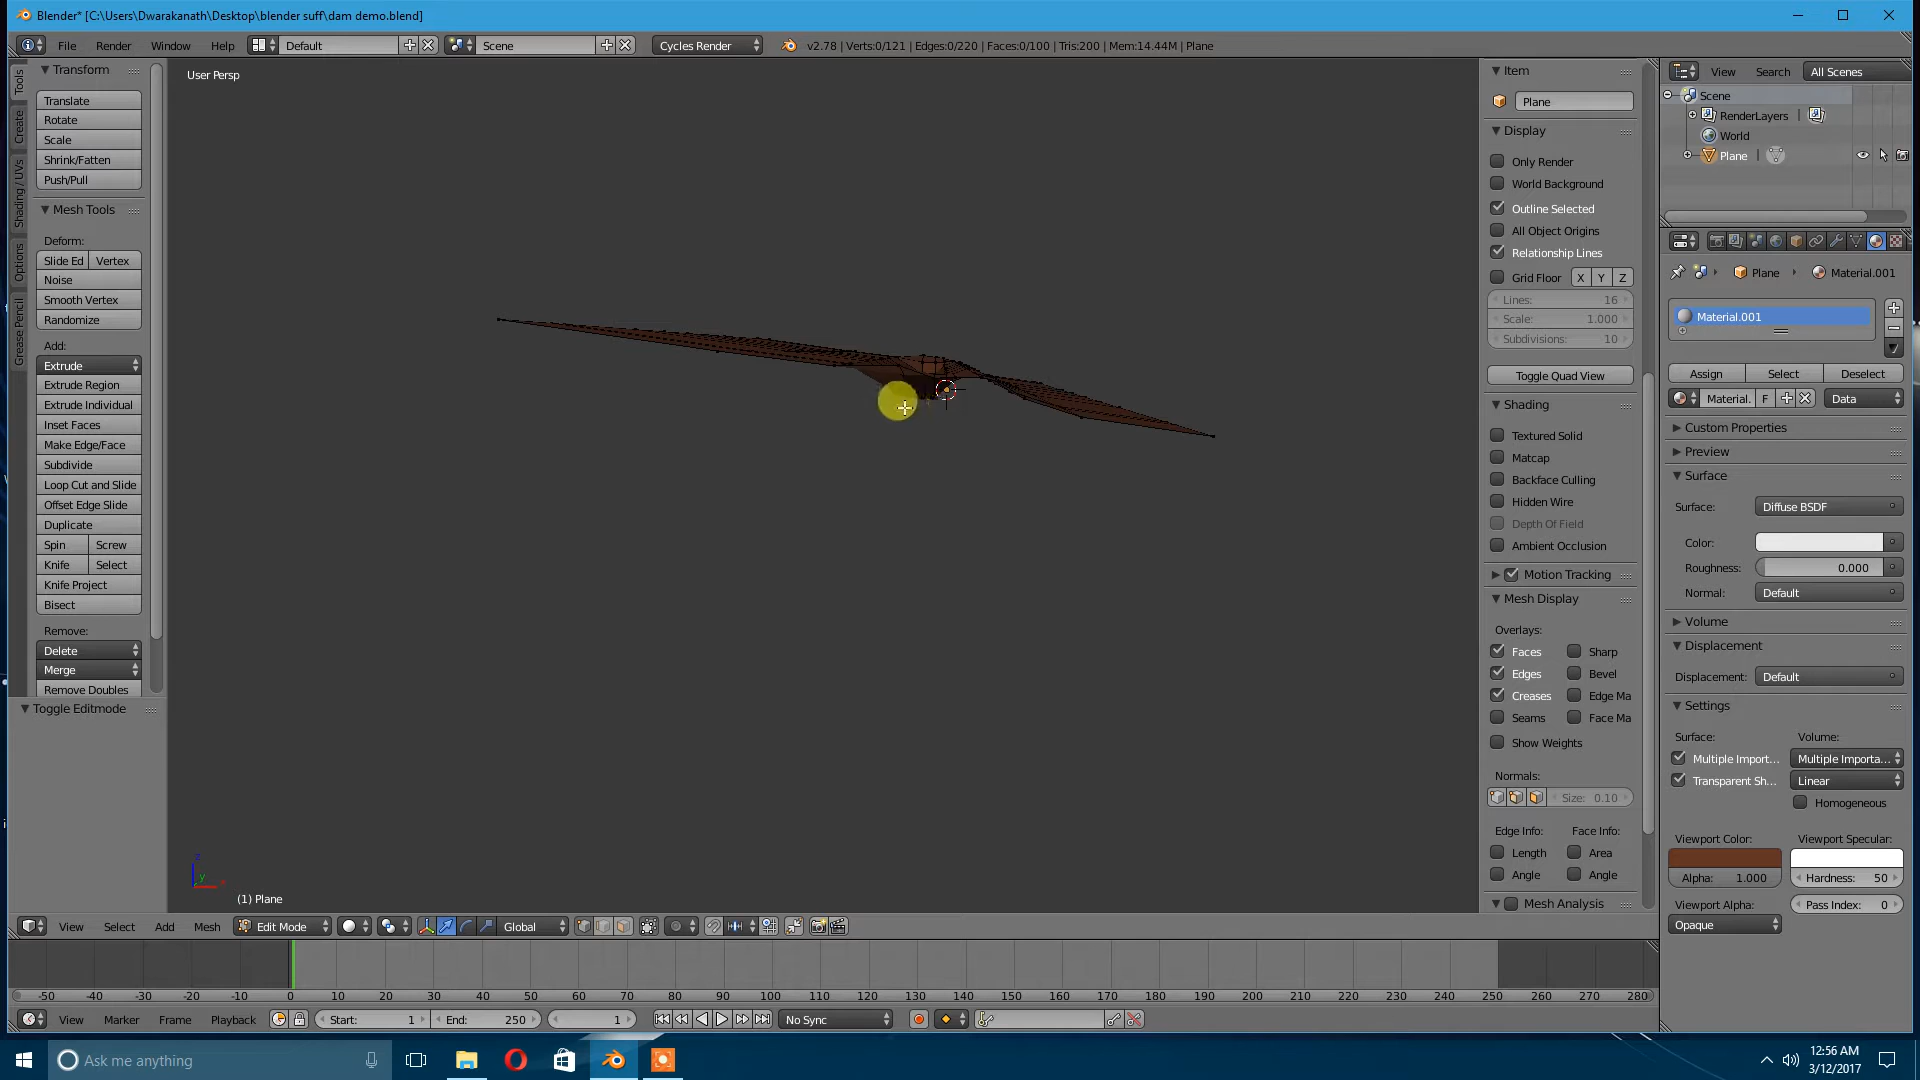 Blender* [C:\Users\Dwarakanath\Desktop\blender suff\dam demo.blend]
File Render Window Help Default Scene Cycles Render v2.78 | Verts:0/121 | Edges:0/220 | Faces:0/100 | Tris:200 | Mem:14.44M | Plane
Tools
Create
Shading / UVs
Options
Grease Pencil
Transform
Translate
Rotate
Scale
Shrink/Fatten
Push/Pull
Mesh Tools
Deform:
Slide Ed Vertex
Noise
Smooth Vertex
Randomize
Add:
Extrude
Extrude Region
Extrude Individual
Inset Faces
Make Edge/Face
Subdivide
Loop Cut and Slide
Offset Edge Slide
Duplicate
Spin Screw
Knife Select
Knife Project
Bisect
Remove:
Delete
Merge
Remove Doubles
Toggle Editmode
User Persp
z
y
(1) Plane
Item
Plane
Display
Only Render
World Background
Outline Selected
All Object Origins
Relationship Lines
Grid Floor X Y Z
Lines: 16
Scale: 1.000
Subdivisions: 10
Toggle Quad View
Shading
Textured Solid
Matcap
Backface Culling
Hidden Wire
Depth Of Field
Ambient Occlusion
Motion Tracking
Mesh Display
Overlays:
Faces Sharp
Edges Bevel
Creases Edge Ma
Seams Face Ma
Show Weights
Normals:
Size: 0.10
Edge Info: Face Info:
Length Area
Angle Angle
Mesh Analysis
View Search All Scenes
Scene
RenderLayers
World
Plane
Plane Material.001
Material.001
Assign Select Deselect
Material. F Data
Custom Properties
Preview
Surface
Surface: Diffuse BSDF
Color:
Roughness: 0.000
Normal: Default
Volume
Displacement
Displacement: Default
Settings
Surface: Volume:
Multiple Import... Multiple Importa...
Transparent Sh... Linear
Homogeneous
Viewport Color: Viewport Specular:
Alpha: 1.000 Hardness: 50
Viewport Alpha: Pass Index: 0
Opaque
View Select Add Mesh Edit Mode Global
-50 -40 -30 -20 -10 0 10 20 30 40 50 60 70 80 90 100 110 120 130 140 150 160 170 180 190 200 210 220 230 240 250 260 270 280
View Marker Frame Playback Start: 1 End: 250 1 No Sync
Ask me anything
12:56 AM
3/12/2017